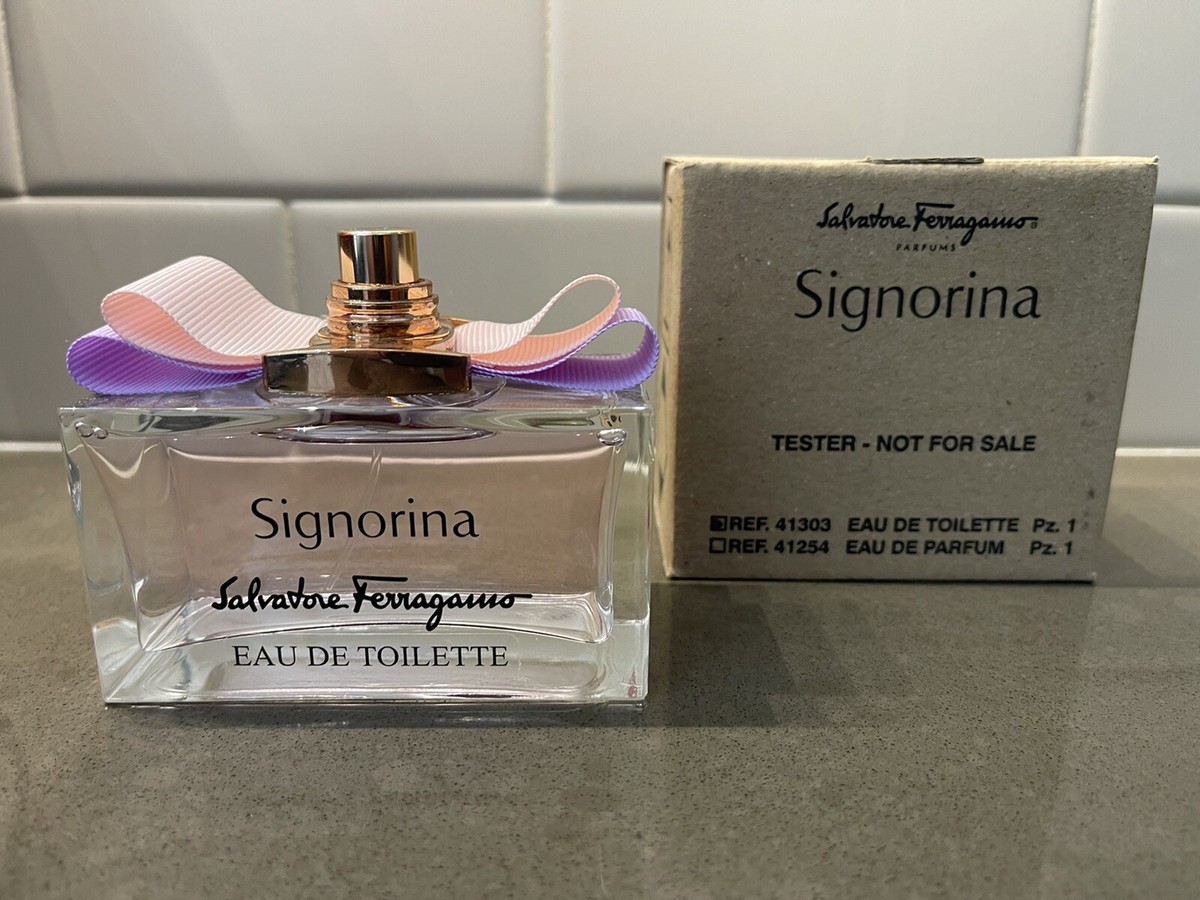 Signorina
Salvatore Ferragamo
EAU DE TOILETTE
Salvatore Ferragamo
PARFUMS
Signorina
TESTER - NOT FOR SALE
REF. 41303 EAU DE TOILETTE Pz. 1
REF. 41254 EAU DE PARFUM Pz. 1